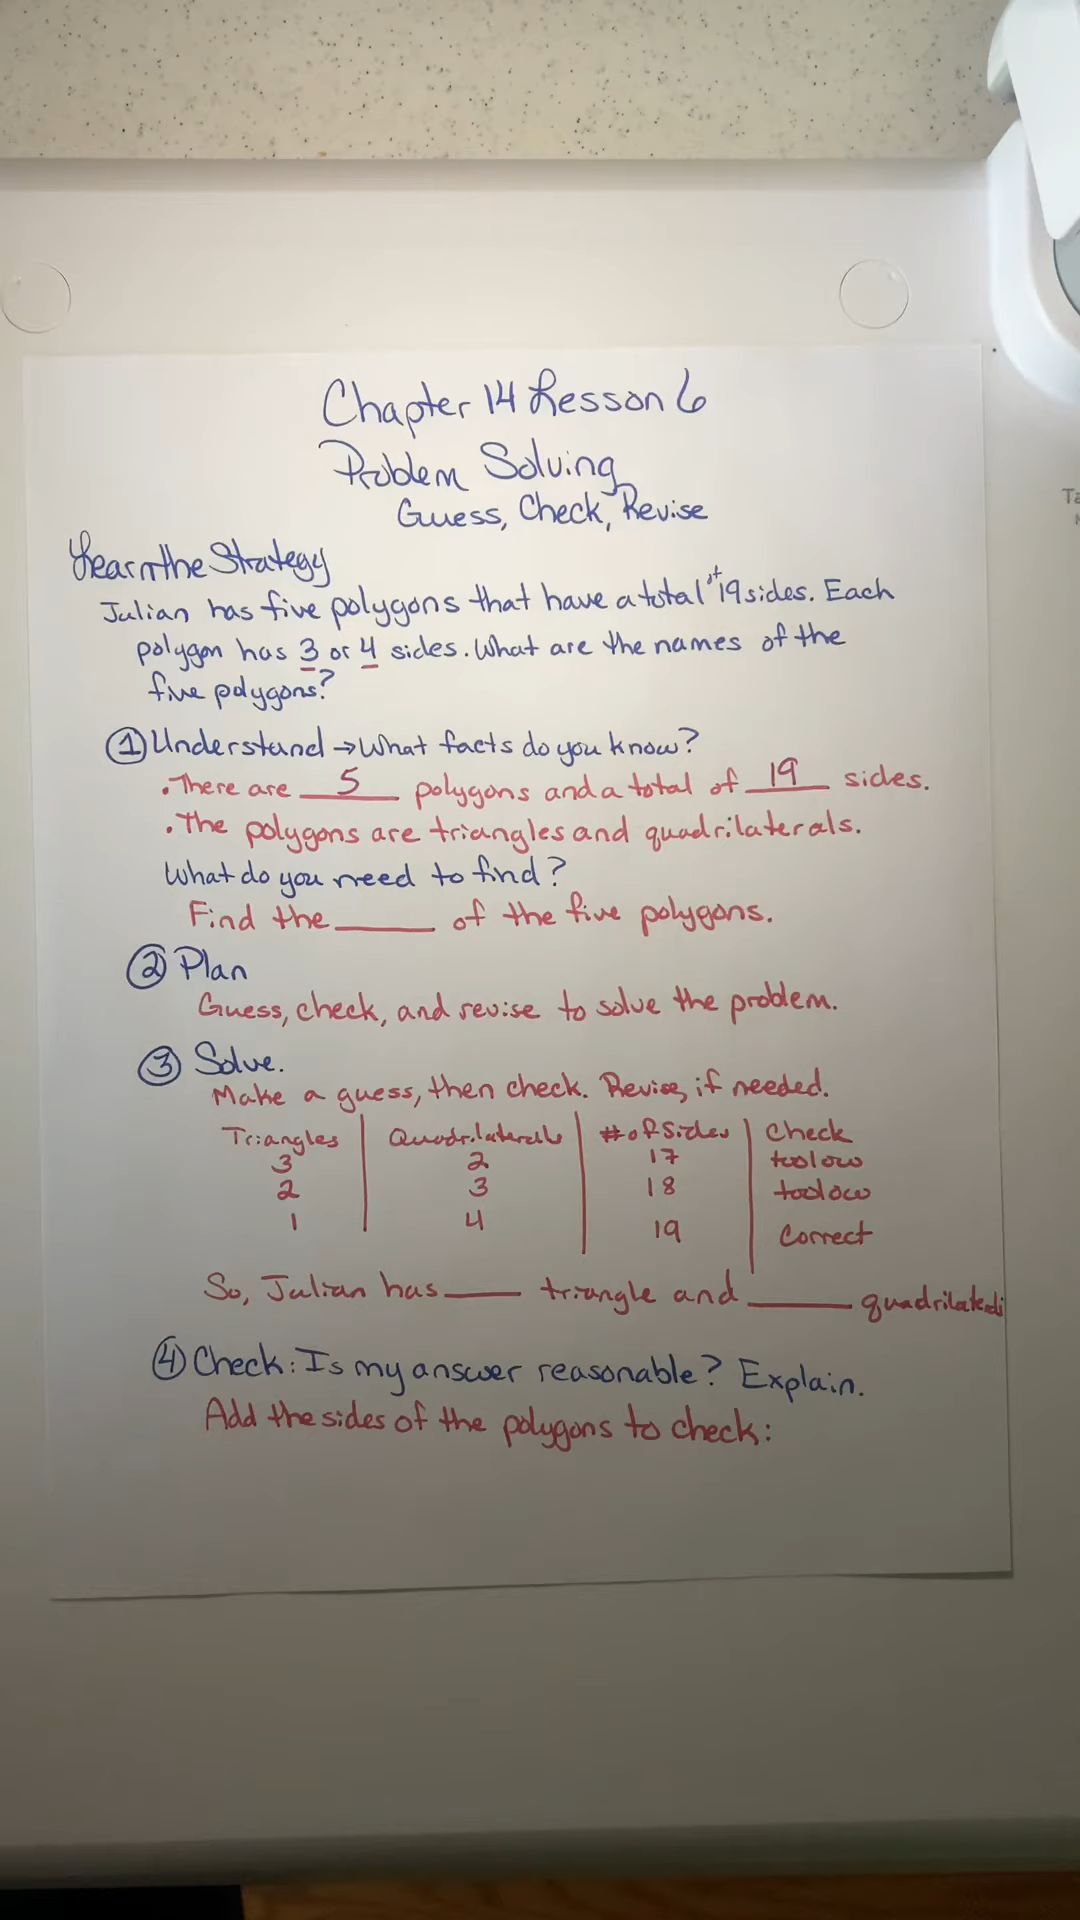 Chapter 14 Lesson 6
Problem Solving
Guess, Check, Revise
Learn the Strategy
Julian has five polygons that have a total of 19 sides. Each
polygon has 3 or 4 sides. What are the names of the
five polygons?
① Understand → What facts do you know?
• There are 5 polygons and a total of 19 sides.
• The polygons are triangles and quadrilaterals.
What do you need to find?
Find the ____ of the five polygons.
② Plan
Guess, check, and revise to solve the problem.
③ Solve.
Make a guess, then check. Revise, if needed.
Triangles Quadrilaterals # of Sides Check
3 2 17 too low
2 3 18 too low
1 4 19 Correct
So, Julian has ____ triangle and ____ quadrilaterals
④ Check: Is my answer reasonable? Explain.
Add the sides of the polygons to check: